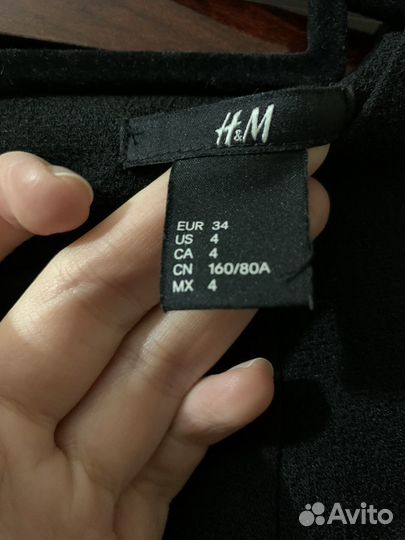 H&M
EUR 34
US 4
CA 4
CN 160/80A
MX 4
Avito